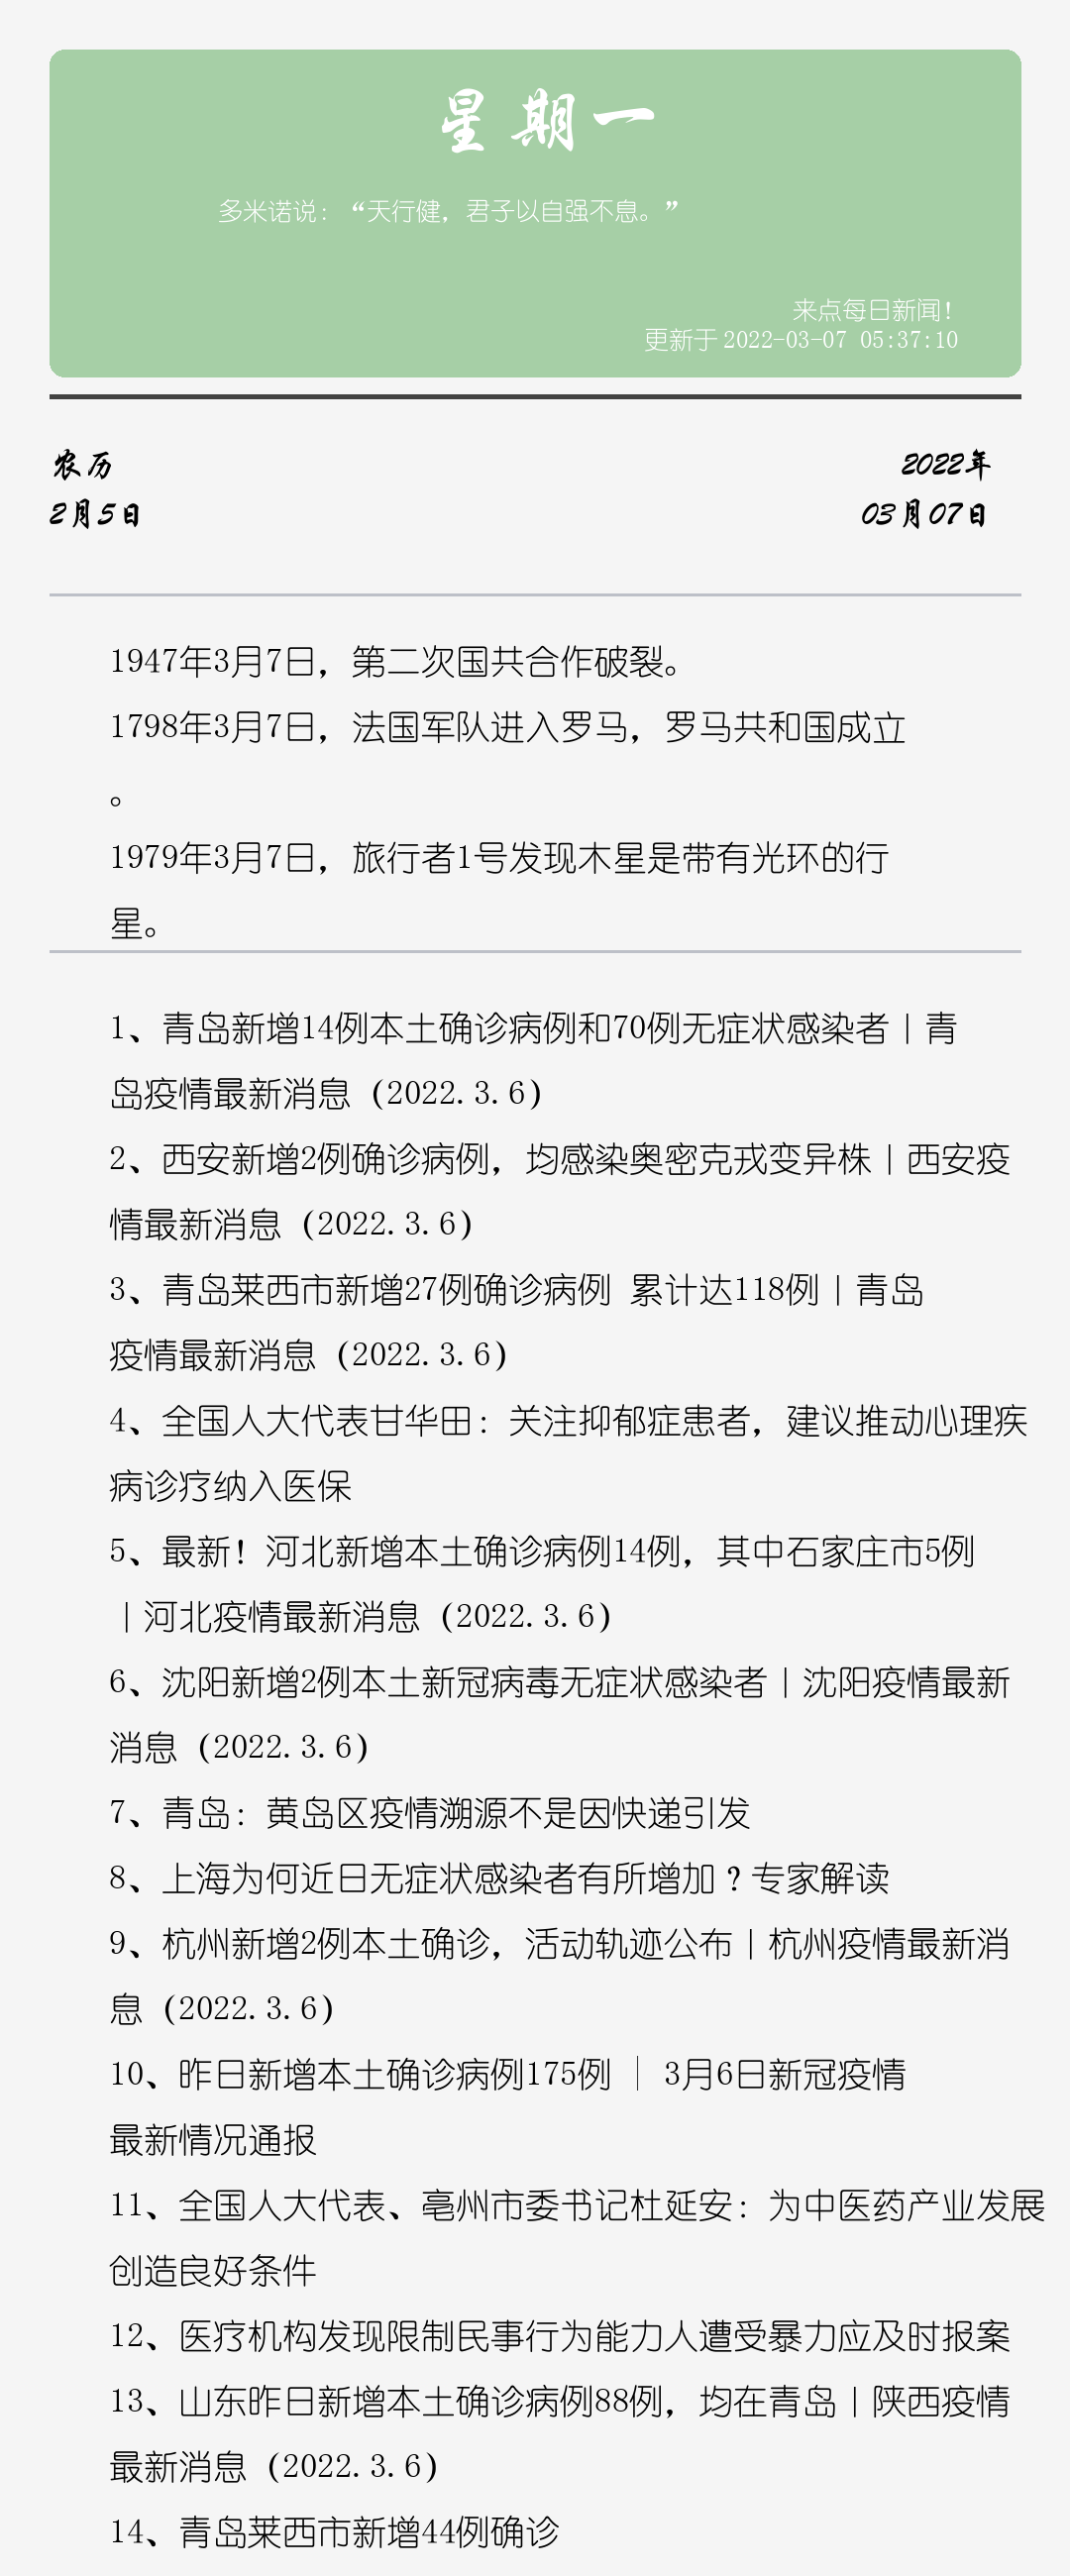 星期一
多米诺说：“天行健，君子以自强不息。”
来点每日新闻！
更新于 2022-03-07 05:37:10
农历
2022年
2月5日
03月07日
1947年3月7日，第二次国共合作破裂。
1798年3月7日，法国军队进入罗马，罗马共和国成立
。
1979年3月7日，旅行者1号发现木星是带有光环的行
星。
1、青岛新增14例本土确诊病例和70例无症状感染者丨青
岛疫情最新消息（2022.3.6）
2、西安新增2例确诊病例，均感染奥密克戎变异株丨西安疫
情最新消息（2022.3.6）
3、青岛莱西市新增27例确诊病例 累计达118例丨青岛
疫情最新消息（2022.3.6）
4、全国人大代表甘华田：关注抑郁症患者，建议推动心理疾
病诊疗纳入医保
5、最新！河北新增本土确诊病例14例，其中石家庄市5例
丨河北疫情最新消息（2022.3.6）
6、沈阳新增2例本土新冠病毒无症状感染者丨沈阳疫情最新
消息（2022.3.6）
7、青岛：黄岛区疫情溯源不是因快递引发
8、上海为何近日无症状感染者有所增加？专家解读
9、杭州新增2例本土确诊，活动轨迹公布丨杭州疫情最新消
息（2022.3.6）
10、昨日新增本土确诊病例175例 │ 3月6日新冠疫情
最新情况通报
11、全国人大代表、亳州市委书记杜延安：为中医药产业发展
创造良好条件
12、医疗机构发现限制民事行为能力人遭受暴力应及时报案
13、山东昨日新增本土确诊病例88例，均在青岛丨陕西疫情
最新消息（2022.3.6）
14、青岛莱西市新增44例确诊